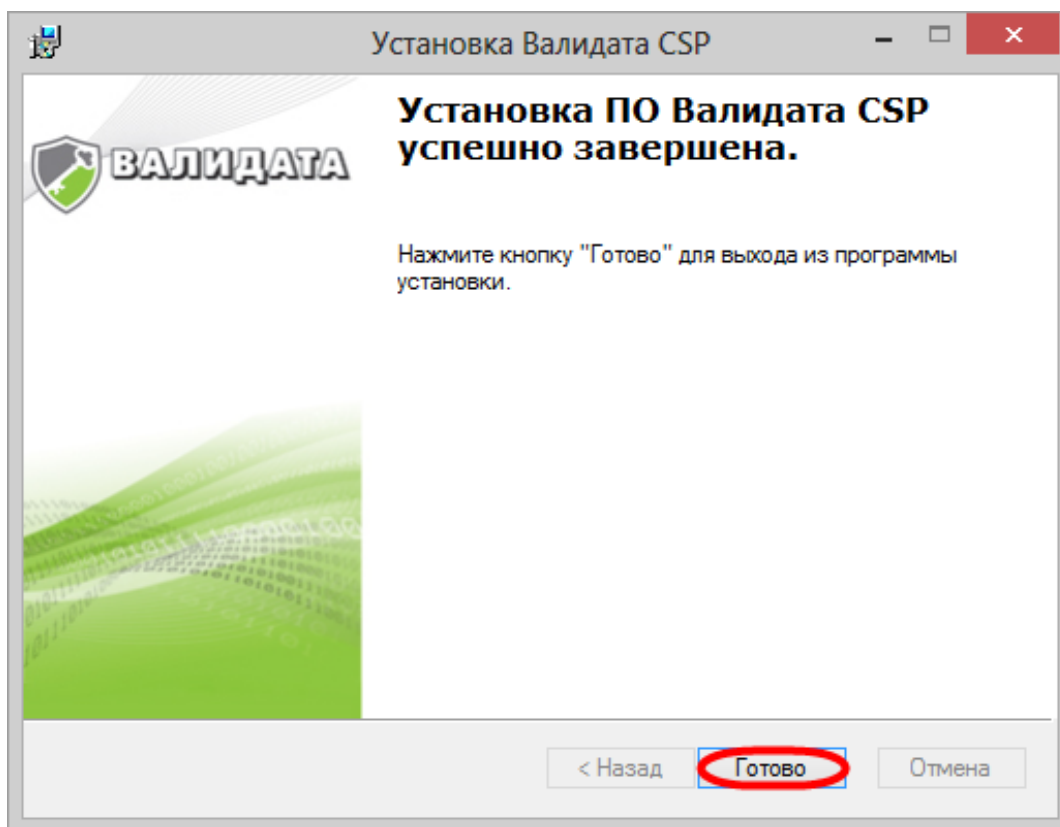 Установка Валидата CSP
ВАЛИДАТА
Установка ПО Валидата CSP
успешно завершена.
Нажмите кнопку "Готово" для выхода из программы
установки.
< Назад
Готово
Отмена